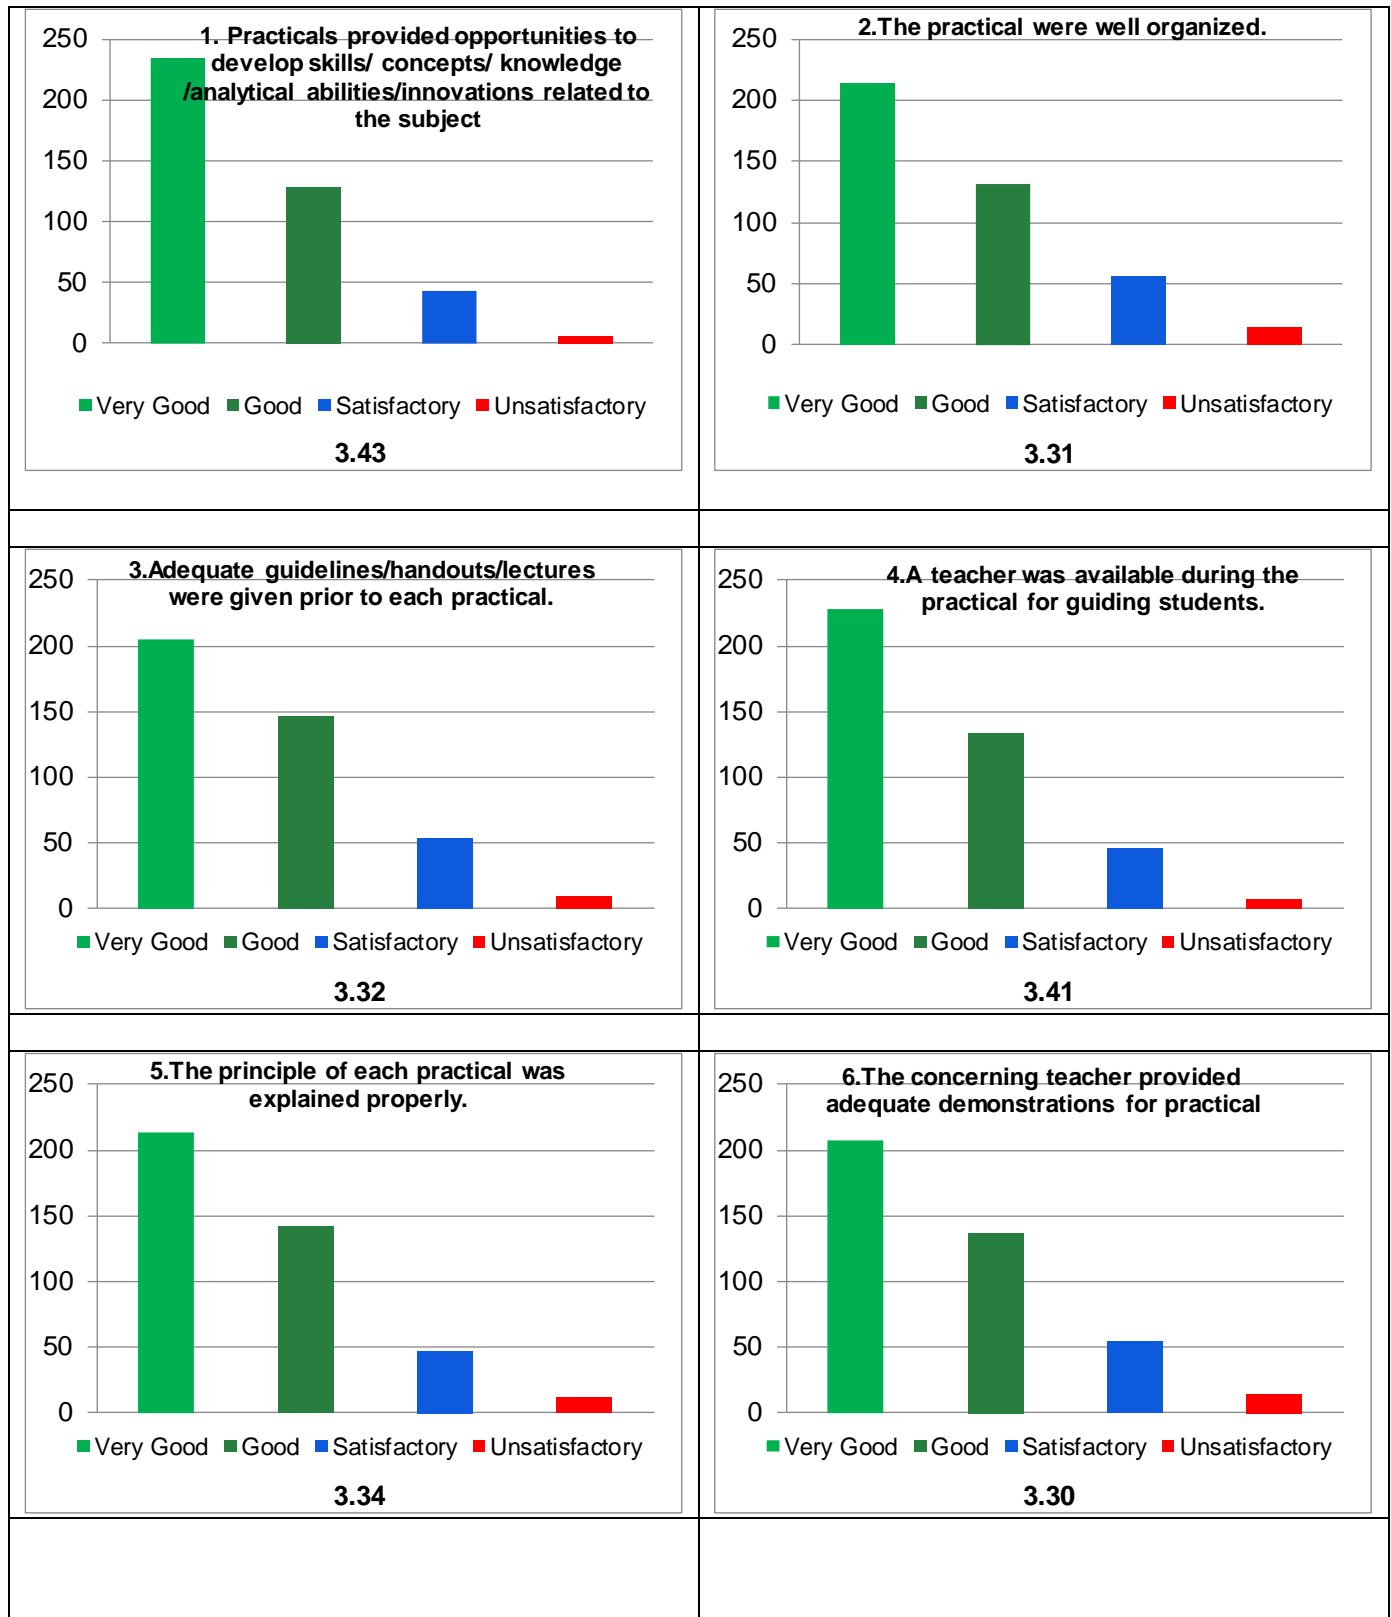 1. Practicals provided opportunities to
develop skills/ concepts/ knowledge
/analytical abilities/innovations related to
the subject
250
200
150
100
50
0
Very Good Good Satisfactory Unsatisfactory
3.43
2.The practical were well organized.
250
200
150
100
50
0
Very Good Good Satisfactory Unsatisfactory
3.31
3.Adequate guidelines/handouts/lectures
were given prior to each practical.
250
200
150
100
50
0
Very Good Good Satisfactory Unsatisfactory
3.32
4.A teacher was available during the
practical for guiding students.
250
200
150
100
50
0
Very Good Good Satisfactory Unsatisfactory
3.41
5.The principle of each practical was
explained properly.
250
200
150
100
50
0
Very Good Good Satisfactory Unsatisfactory
3.34
6.The concerning teacher provided
adequate demonstrations for practical
250
200
150
100
50
0
Very Good Good Satisfactory Unsatisfactory
3.30